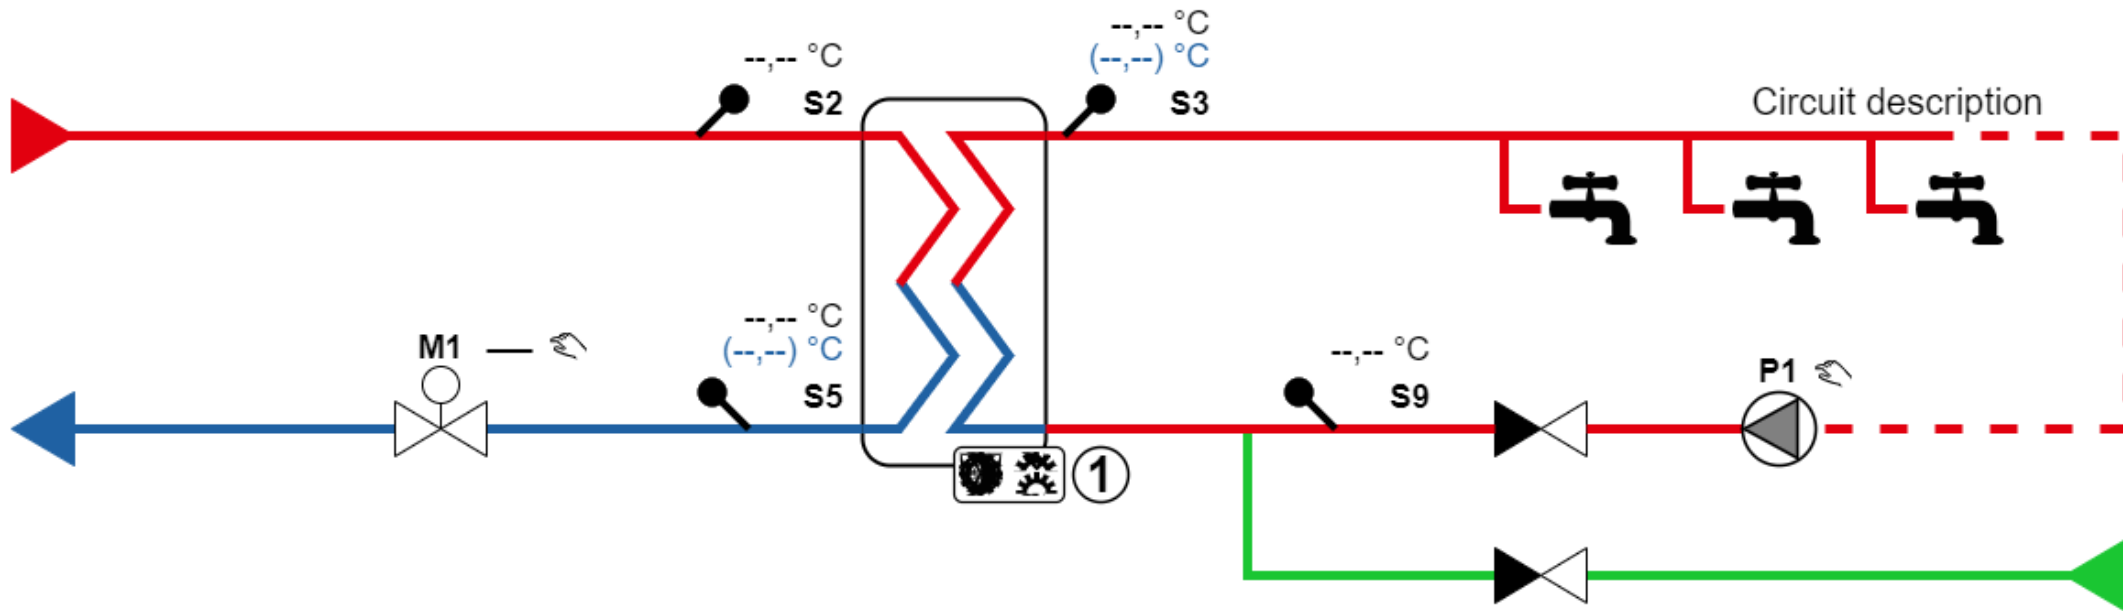 --,-- °C
(--,--) °C
S3
--,-- °C
S2
Circuit description
--,-- °C
(--,--) °C
S5
M1
--,-- °C
S9
P1
1